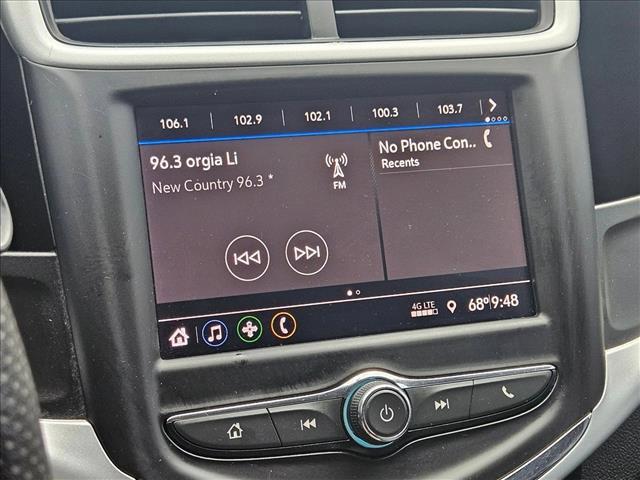 106.1 102.9 102.1 100.3 103.7
96.3 orgia Li
New Country 96.3 *
FM
No Phone Con..
Recents
4G LTE 68° 9:48